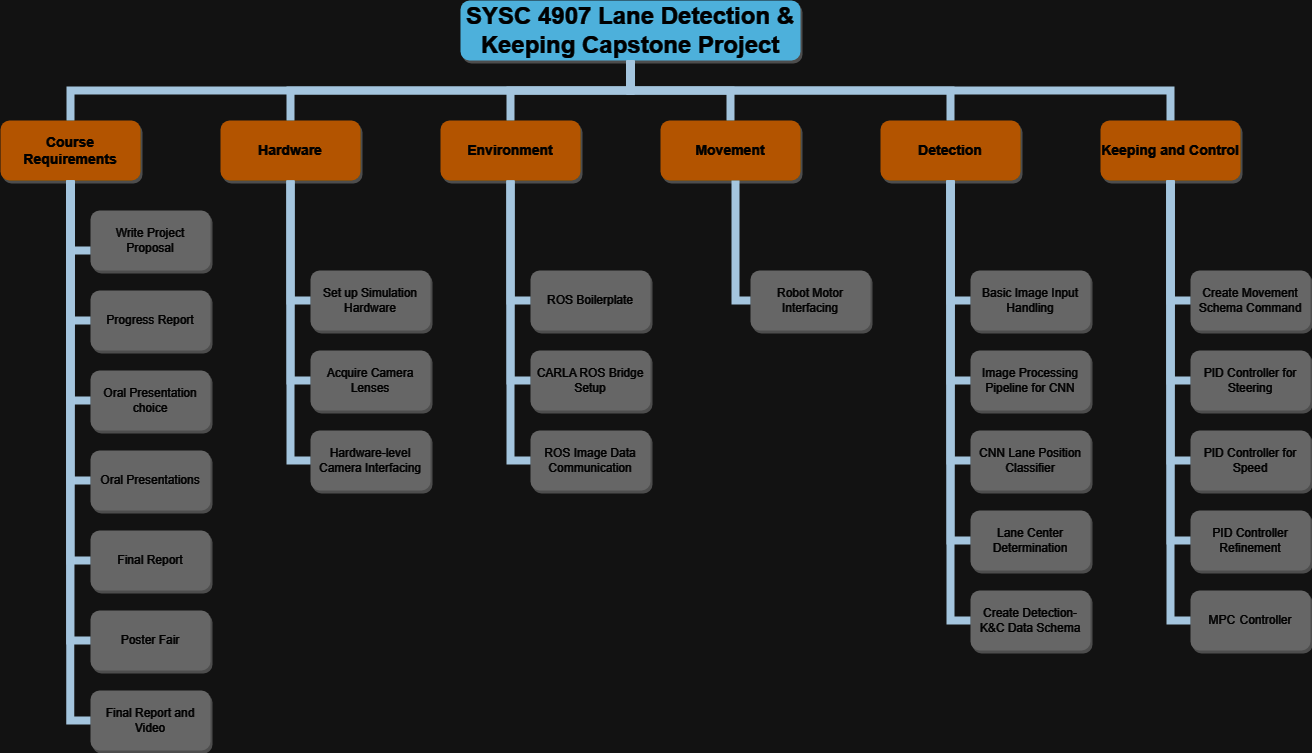 SYSC 4907 Lane Detection &
Keeping Capstone Project
Course
Requirements
Hardware
Environment
Movement
Detection
Keeping and Control
Write Project
Proposal
Progress Report
Oral Presentation
choice
Oral Presentations
Final Report
Poster Fair
Final Report and
Video
Set up Simulation
Hardware
Acquire Camera
Lenses
Hardware-level
Camera Interfacing
ROS Boilerplate
CARLA ROS Bridge
Setup
ROS Image Data
Communication
Robot Motor
Interfacing
Basic Image Input
Handling
Image Processing
Pipeline for CNN
CNN Lane Position
Classifier
Lane Center
Determination
Create Detection-
K&C Data Schema
Create Movement
Schema Command
PID Controller for
Steering
PID Controller for
Speed
PID Controller
Refinement
MPC Controller